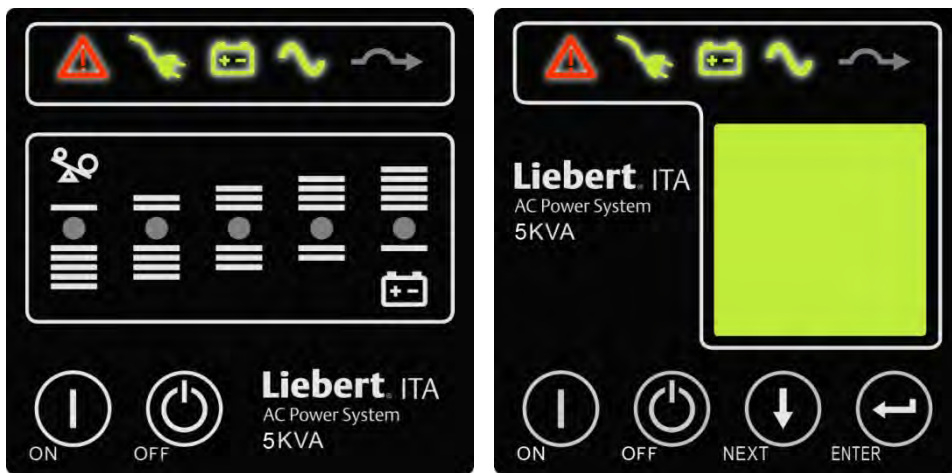 ON
OFF
Liebert® ITA
AC Power System
5KVA
Liebert® ITA
AC Power System
5KVA
ON
OFF
NEXT
ENTER